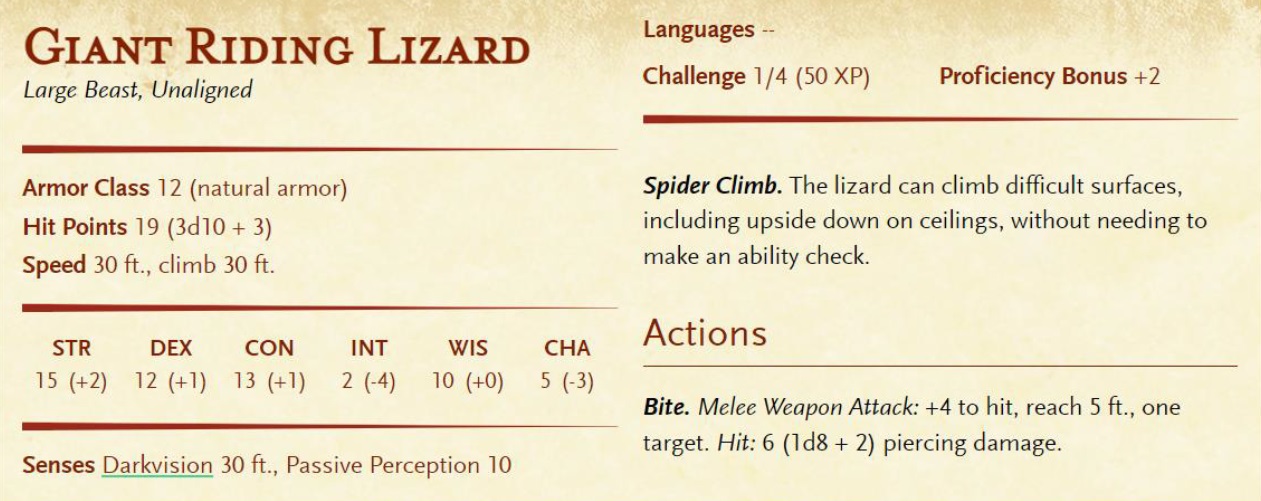 Giant Riding Lizard
Large Beast, Unaligned
Armor Class 12 (natural armor)
Hit Points 19 (3d10 + 3)
Speed 30 ft., climb 30 ft.
STR DEX CON INT WIS CHA
15 (+2) 12 (+1) 13 (+1) 2 (-4) 10 (+0) 5 (-3)
Senses Darkvision 30 ft., Passive Perception 10
Languages --
Challenge 1/4 (50 XP) Proficiency Bonus +2
Spider Climb. The lizard can climb difficult surfaces,
including upside down on ceilings, without needing to
make an ability check.
Actions
Bite. Melee Weapon Attack: +4 to hit, reach 5 ft., one
target. Hit: 6 (1d8 + 2) piercing damage.